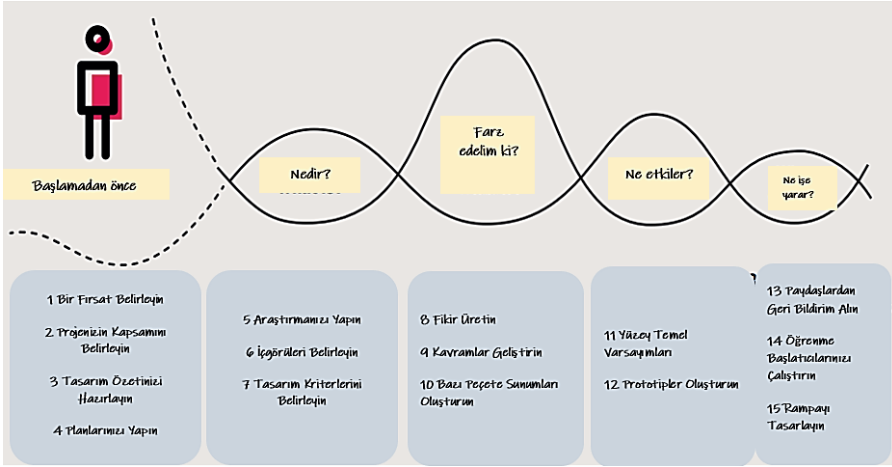 Başlamadan önce
Nedir?
Farz
edelim ki?
Ne etkiler?
Ne işe
yarar?
1 Bir Fırsat Belirleyin
2 Projenizin Kapsamını
Belirleyin
3 Tasarım Özetinizi
Hazırlayın
4 Planlarınızı Yapın
5 Araştırmanızı Yapın
6 İçgörüleri Belirleyin
7 Tasarım Kriterlerini
Belirleyin
8 Fikir Üretin
9 Kavramlar Geliştirin
10 Bazı Peçete Sunumları
Oluşturun
11 Yüzey Temel
Varsayımları
12 Prototipler Oluşturun
13 Paydaşlardan
Geri Bildirim Alın
14 Öğrenme
Başlatıcılarınızı
Çalıştırın
15 Rampayı
Tasarlayın